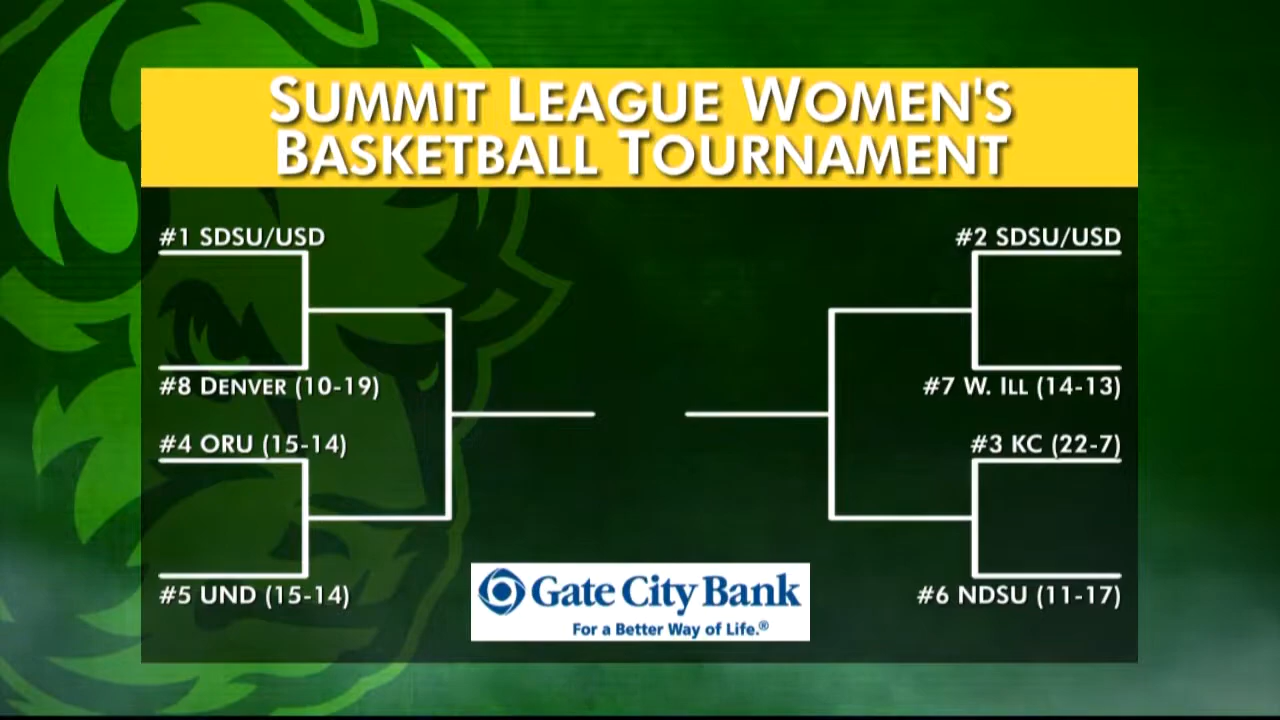 SUMMIT LEAGUE WOMEN'S
BASKETBALL TOURNAMENT
#1 SDSU/USD
#8 DENVER (10-19)
#4 ORU (15-14)
#5 UND (15-14)
#2 SDSU/USD
#7 W. ILL (14-13)
#3 KC (22-7)
#6 NDSU (11-17)
Gate City Bank
For a Better Way of Life.®